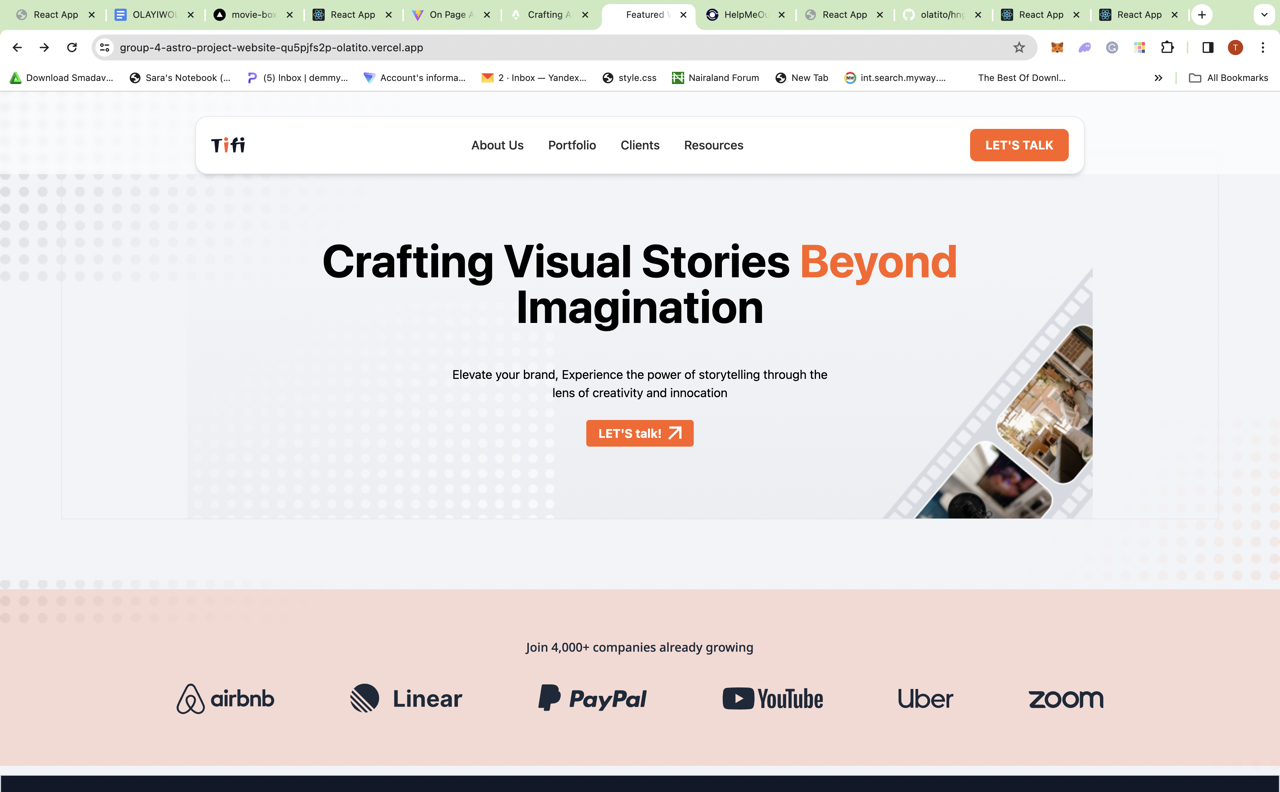 React App
OLAYIWO
movie-bo
React App
On Page A
Crafting A
Featured
HelpMeOu
React App
olatito/hn
React App
React App
group-4-astro-project-website-qu5pjfs2p-olatito.vercel.app
T
Download Smadav...
Sara's Notebook (...
(5) Inbox | demmy...
Account's informa...
2 · Inbox — Yandex...
style.css
Nairaland Forum
New Tab
int.search.myway....
The Best Of Downl...
All Bookmarks
Tifi
About Us
Portfolio
Clients
Resources
LET'S TALK
Crafting Visual Stories Beyond
Imagination
Elevate your brand, Experience the power of storytelling through the
lens of creativity and innocation
LET'S talk!
Join 4,000+ companies already growing
airbnb
Linear
PayPal
YouTube
Uber
zoom